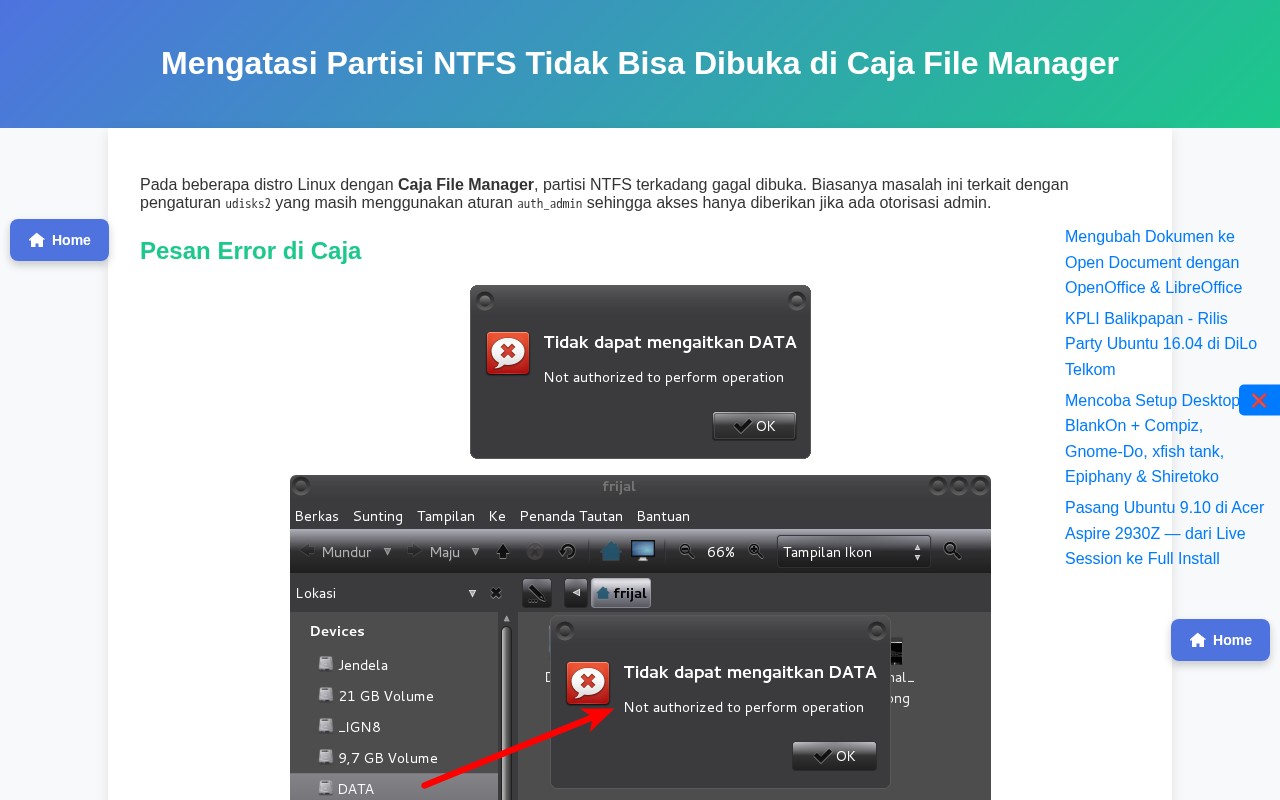 Mengatasi Partisi NTFS Tidak Bisa Dibuka di Caja File Manager
Pada beberapa distro Linux dengan Caja File Manager, partisi NTFS terkadang gagal dibuka. Biasanya masalah ini terkait dengan
pengaturan udisks2 yang masih menggunakan aturan auth_admin sehingga akses hanya diberikan jika ada otorisasi admin.
Home
Pesan Error di Caja
Tidak dapat mengaitkan DATA
Not authorized to perform operation
OK
frijal
Berkas Sunting Tampilan Ke Penanda Tautan Bantuan
Mundur Maju 66% Tampilan Ikon
Lokasi frijal
Devices
Jendela
21 GB Volume
_IGN8
9,7 GB Volume
DATA
Tidak dapat mengaitkan DATA
Not authorized to perform operation
OK
nal_
ong
Mengubah Dokumen ke
Open Document dengan
OpenOffice & LibreOffice
KPLI Balikpapan - Rilis
Party Ubuntu 16.04 di DiLo
Telkom
Mencoba Setup Desktop
BlankOn + Compiz,
Gnome-Do, xfish tank,
Epiphany & Shiretoko
Pasang Ubuntu 9.10 di Acer
Aspire 2930Z — dari Live
Session ke Full Install
Home